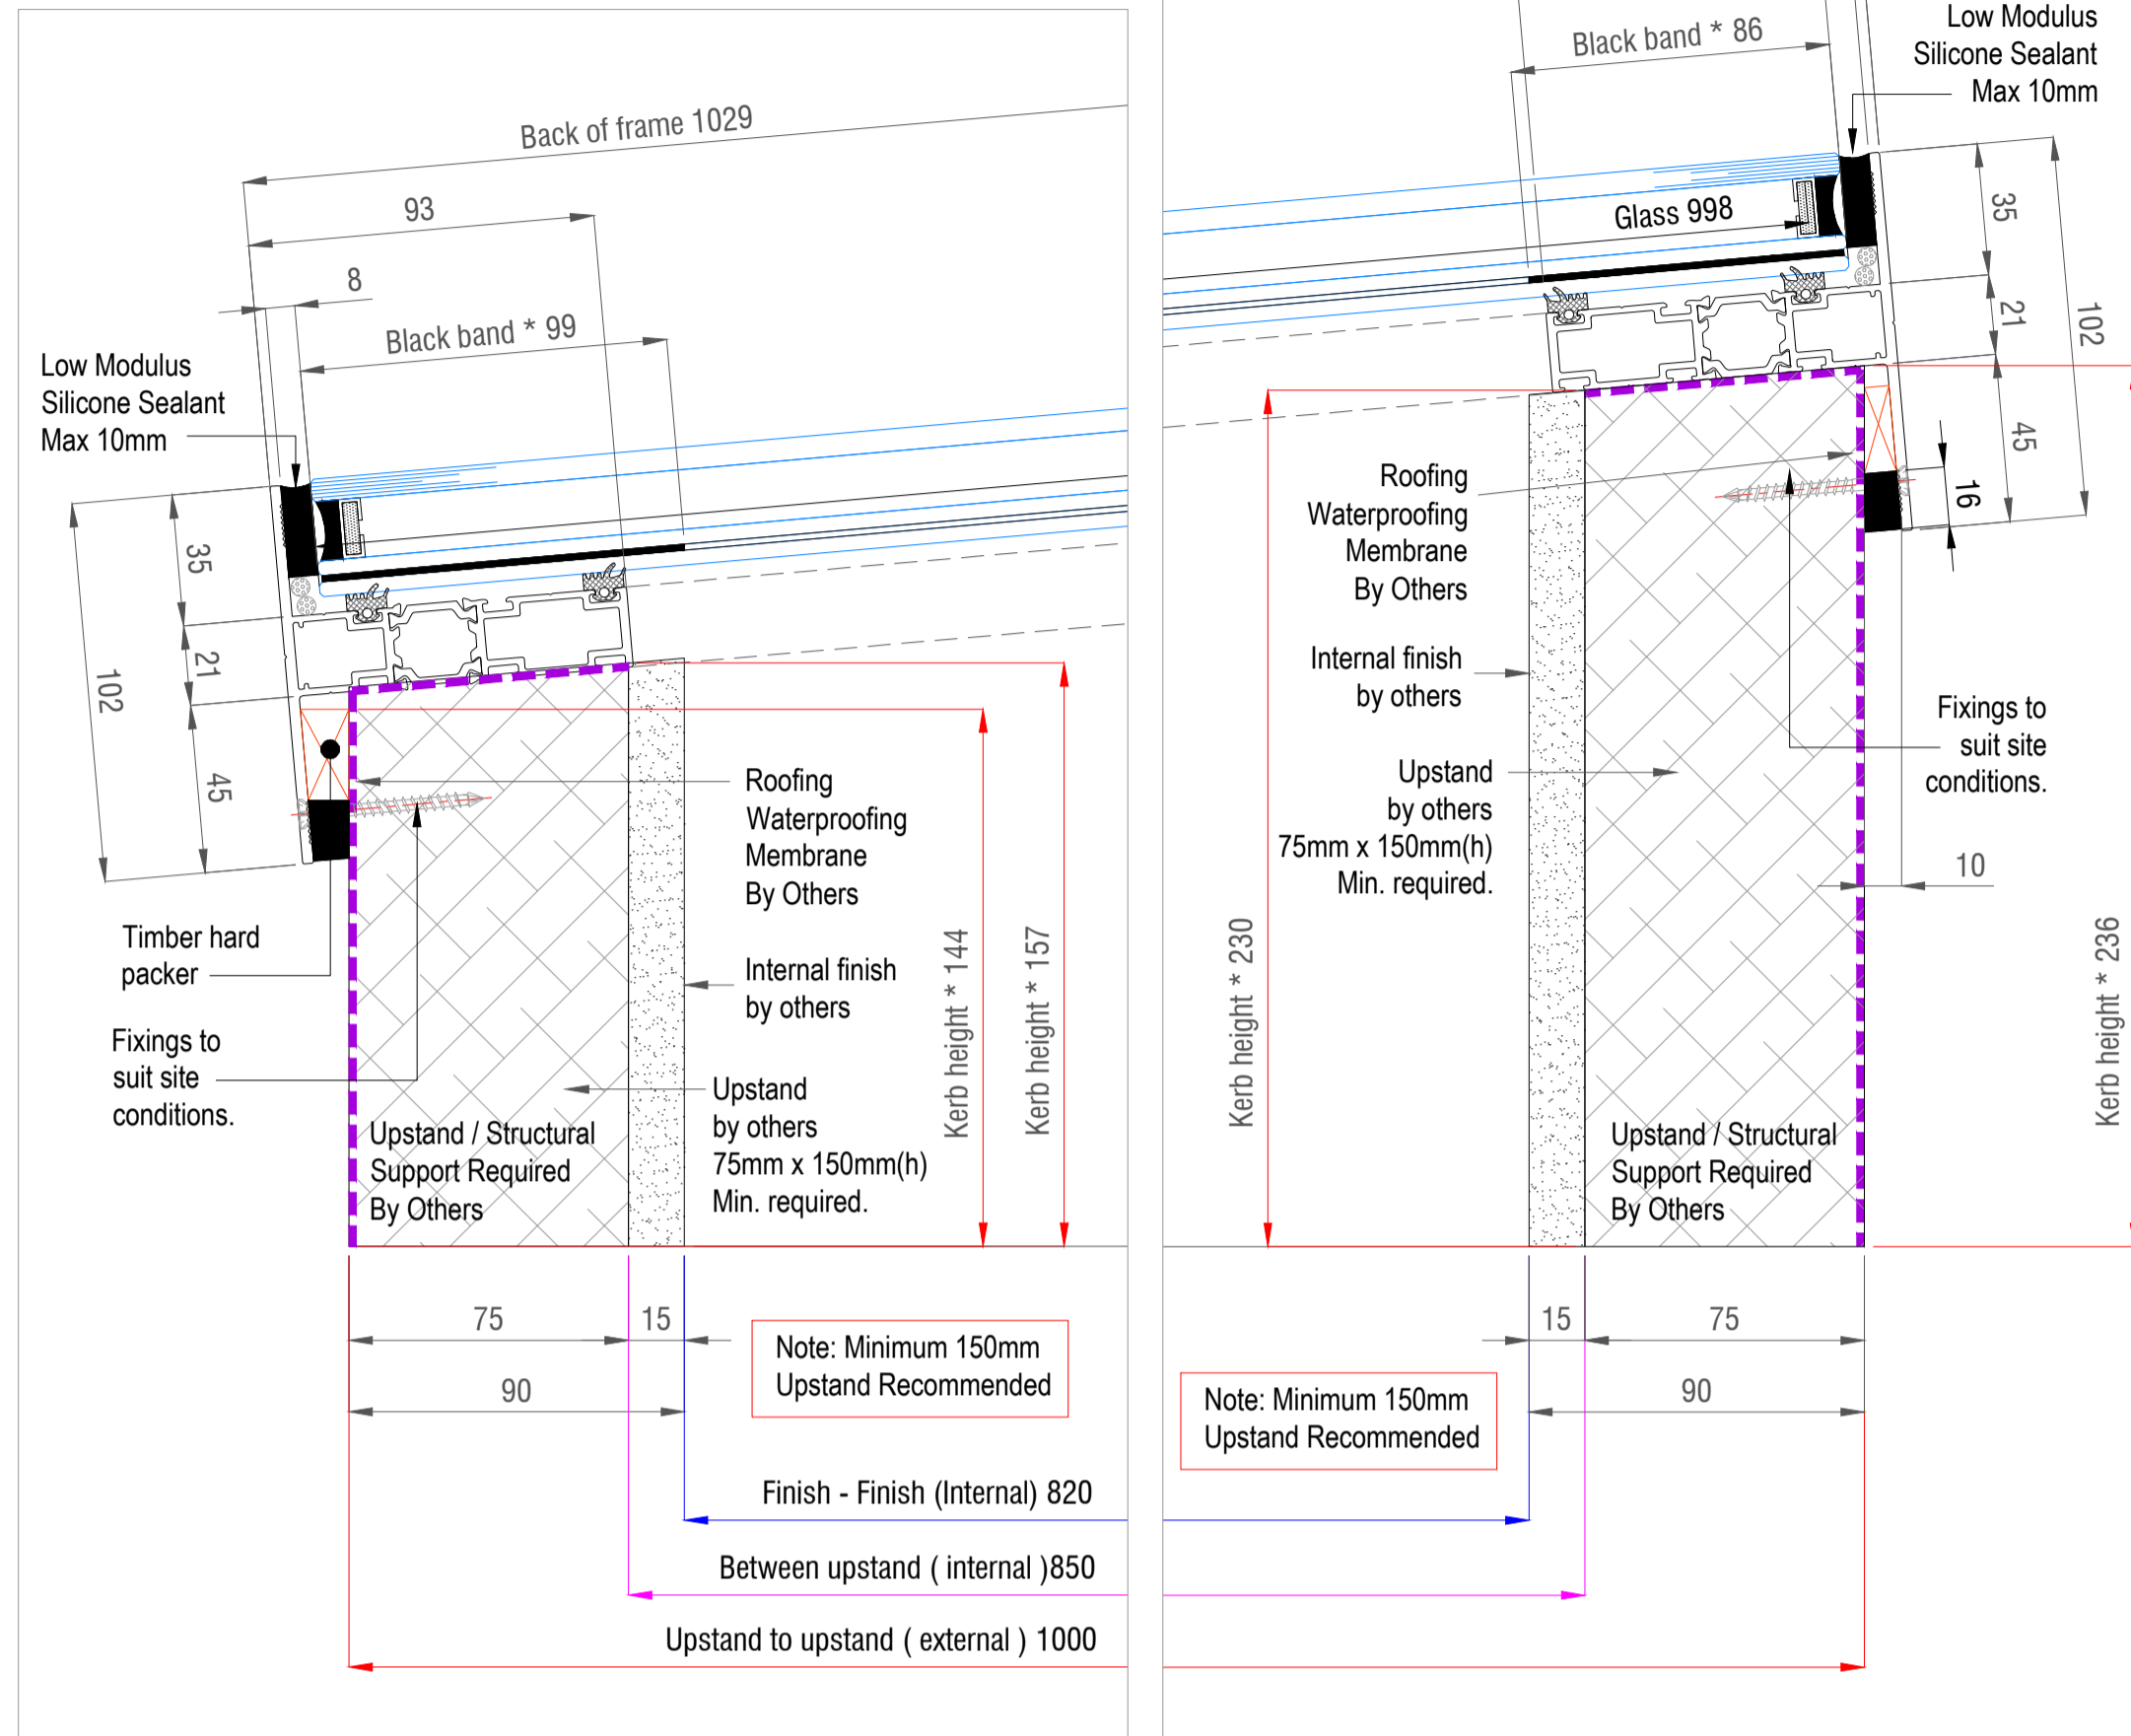 Back of frame 1029
93
8
Black band * 99
Low Modulus
Silicone Sealant
Max 10mm
35
21
102
45
Timber hard
packer
Fixings to
suit site
conditions.
Roofing
Waterproofing
Membrane
By Others
Internal finish
by others
Upstand
by others
75mm x 150mm(h)
Min. required.
Upstand / Structural
Support Required
By Others
Kerb height * 144
Kerb height * 157
75
15
90
Note: Minimum 150mm
Upstand Recommended
Finish - Finish (Internal) 820
Between upstand ( internal )850
Upstand to upstand ( external ) 1000
Black band * 86
Low Modulus
Silicone Sealant
Max 10mm
Glass 998
35
21
102
45
16
Roofing
Waterproofing
Membrane
By Others
Internal finish
by others
Upstand
by others
75mm x 150mm(h)
Min. required.
Fixings to
suit site
conditions.
10
Kerb height * 230
Kerb height * 236
Upstand / Structural
Support Required
By Others
15
75
90
Note: Minimum 150mm
Upstand Recommended